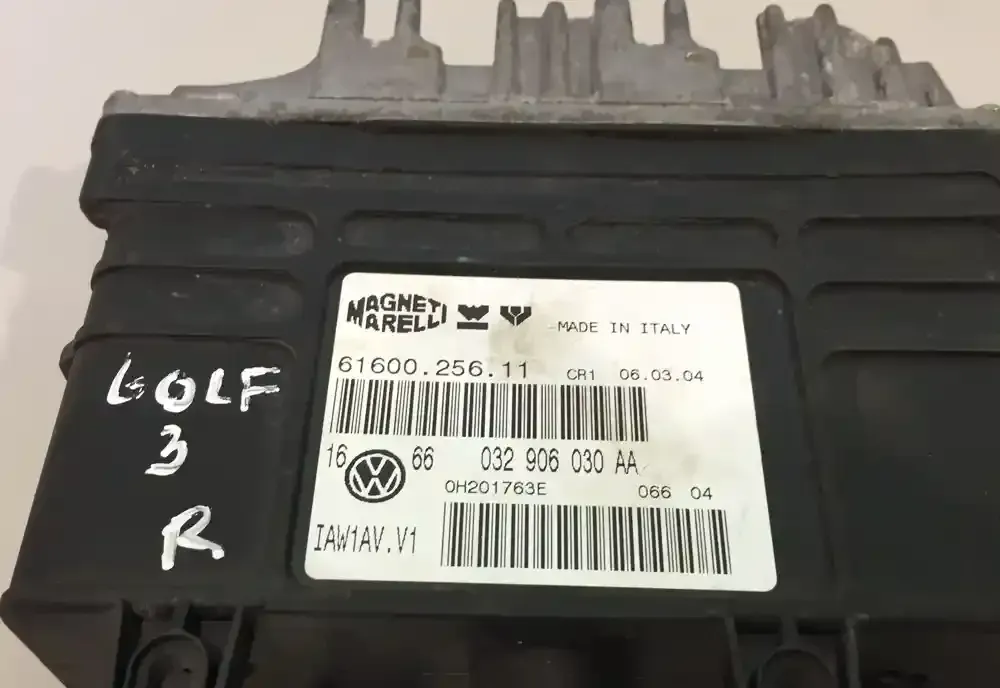 MAGNETI
MARELLI
MADE IN ITALY
61600.256.11 CR1 06.03.04
16 66 032 906 030 AA
0H201763E 066 04
IAW1AV.V1
GOLF
3
R